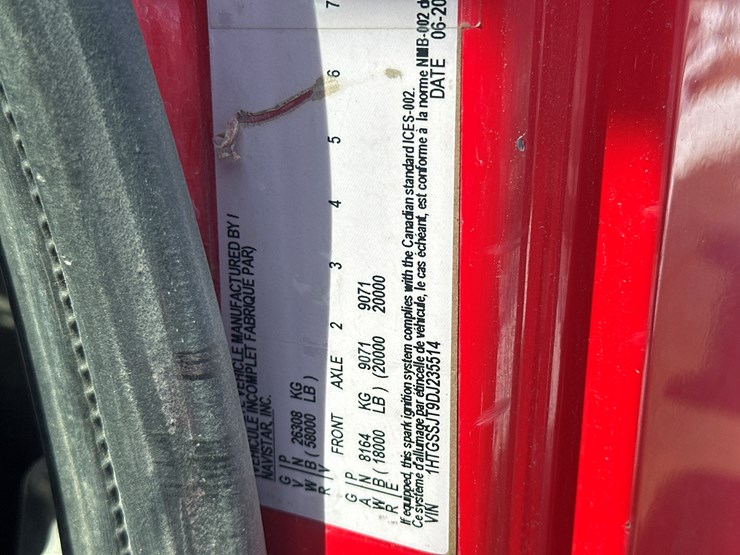 VEHICLE MANUFACTURED BY /
VEHICULE INCOMPLET FABRIQUE PAR)
NAVISTAR, INC.
G / P
V / N 26308 KG
W / B ( 58000 LB )
R / V
FRONT AXLE 2 3 4 5 6 7
G / P
A / N 8164 KG 9071 9071
W / B ( 18000 LB ) (20000 20000
R / E
If equipped, this spark ignition system complies with the Canadian standard ICES-002.
Ce système d'allumage par étincelle de véhicule, le cas échéant, est conforme à la norme NMB-002 d
VIN 1HTGSSJT9DJ235514 DATE 06-20